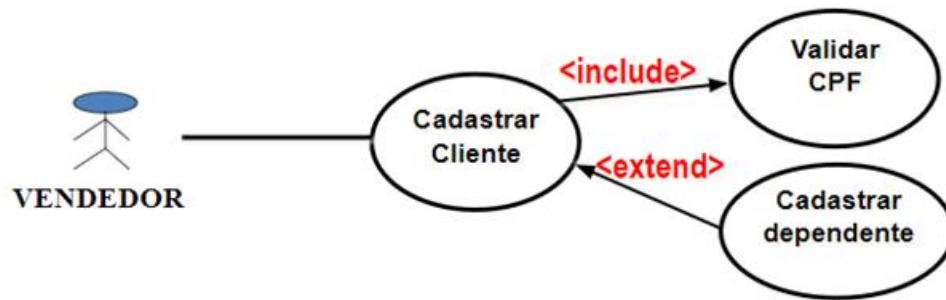 VENDEDOR
Cadastrar
Cliente
<include>
Validar
CPF
<extend>
Cadastrar
dependente